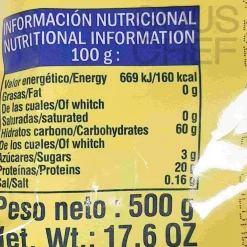 INFORMACIÓN NUTRICIONAL
NUTRITIONAL INFORMATION
100 g :
Valor energético/Energy 669 kJ/160 kcal
Grasas/Fat 0 g
De las cuales/Of whitch
Saturadas/saturated 0 g
Hidratos carbono/Carbohydrates 60 g
De los cuales/Of whitch
Azúcares/Sugars 3 g
Proteínas/Proteins 20
Sal/Salt 0.16 g
Peso neto : 500 g
Net. Wt.: 17,6 OZ